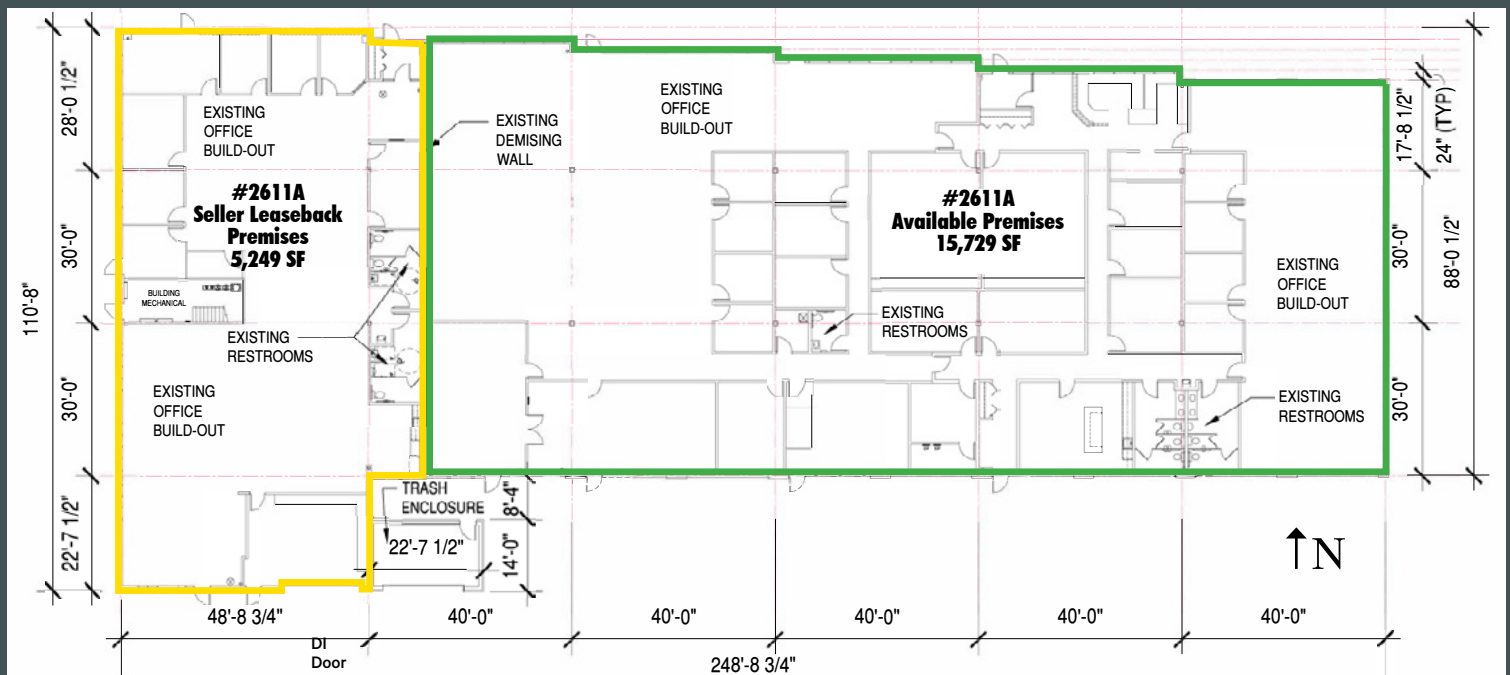 EXISTING
OFFICE
BUILD-OUT
#2611A
Seller Leaseback
Premises
5,249 SF
BUILDING
MECHANICAL
EXISTING
RESTROOMS
EXISTING
OFFICE
BUILD-OUT
EXISTING
DEMISING
WALL
EXISTING
OFFICE
BUILD-OUT
#2611A
Available Premises
15,729 SF
EXISTING
RESTROOMS
EXISTING
OFFICE
BUILD-OUT
EXISTING
RESTROOMS
TRASH
ENCLOSURE
22'-7 1/2"
8'-4"
14'-0"
28'-0 1/2"
30'-0"
30'-0"
22'-7 1/2"
110'-8"
17'-8 1/2"
24" (TYP)
30'-0"
30'-0"
88'-0 1/2"
N
48'-8 3/4"
40'-0"
40'-0"
40'-0"
40'-0"
40'-0"
DI
Door
248'-8 3/4"